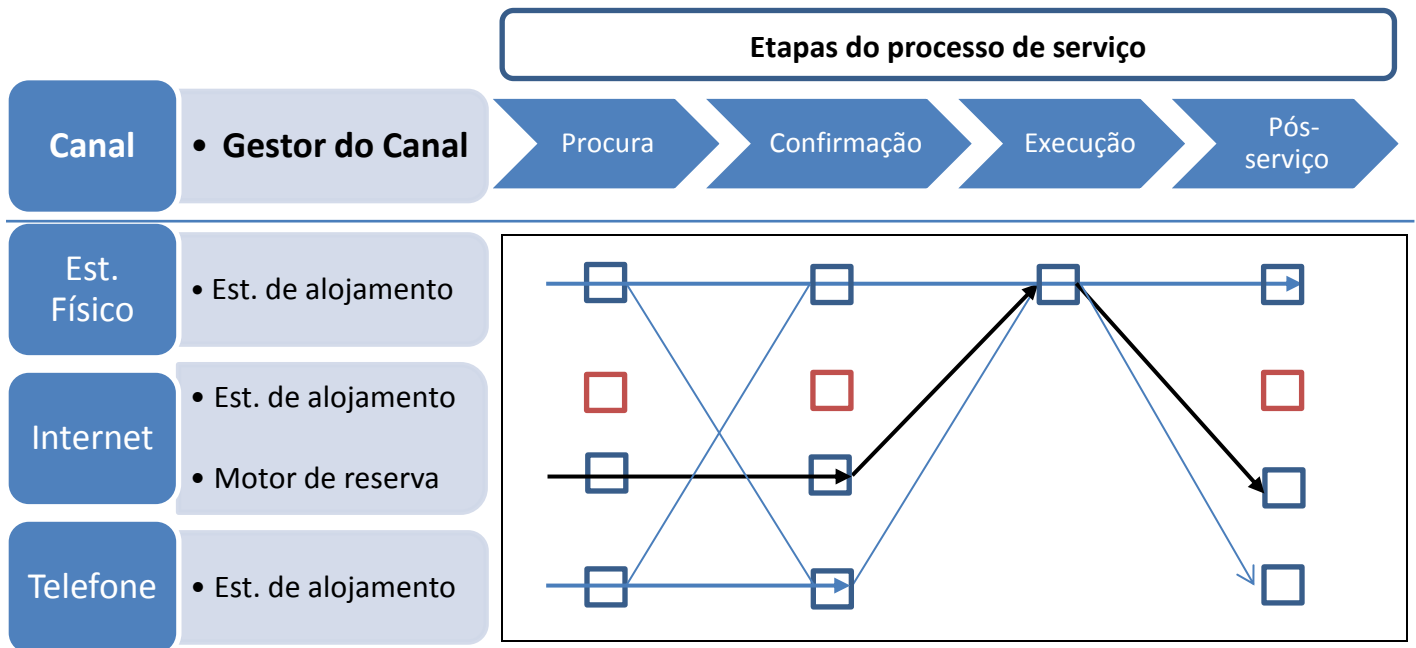 Etapas do processo de serviço
Canal
• Gestor do Canal
Procura
Confirmação
Execução
Pós-
serviço
Est.
Físico
• Est. de alojamento
Internet
• Est. de alojamento
• Motor de reserva
Telefone
• Est. de alojamento